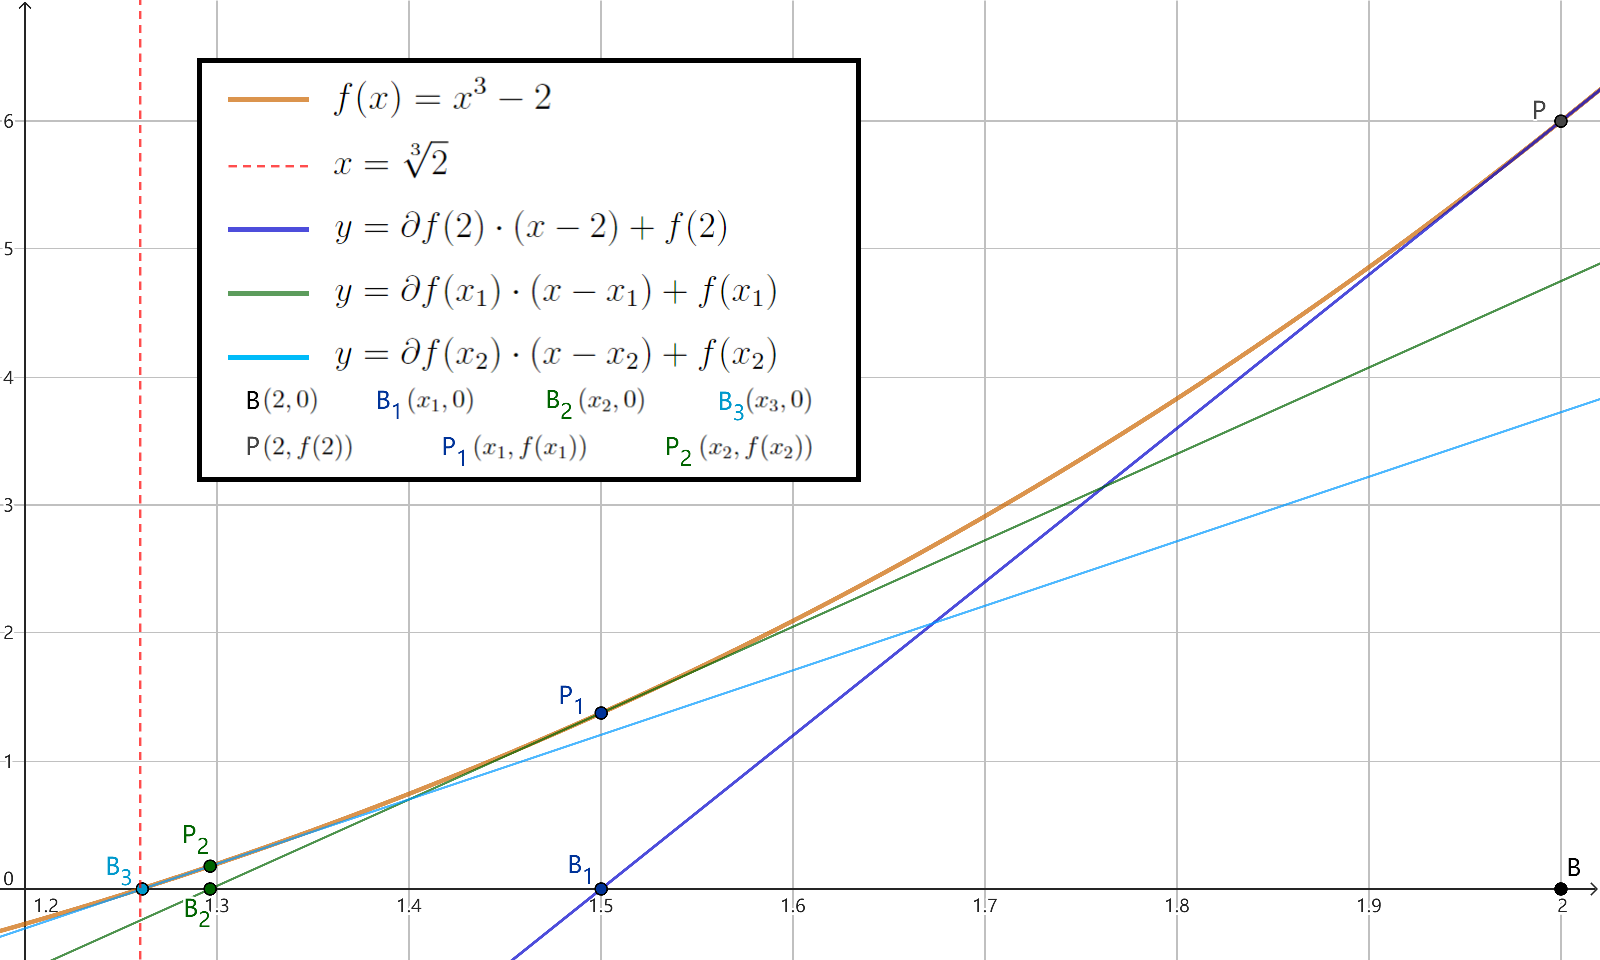 f(x) = x³ − 2
x = ∛2
y = ∂f(2) · (x − 2) + f(2)
y = ∂f(x₁) · (x − x₁) + f(x₁)
y = ∂f(x₂) · (x − x₂) + f(x₂)
B(2, 0) B₁(x₁, 0) B₂(x₂, 0) B₃(x₃, 0)
P(2, f(2)) P₁(x₁, f(x₁)) P₂(x₂, f(x₂))
P
6
5
4
3
2
P₁
1
P₂
B₃ B₁ B
0
B₂
1.2 1.3 1.4 1.5 1.6 1.7 1.8 1.9 2